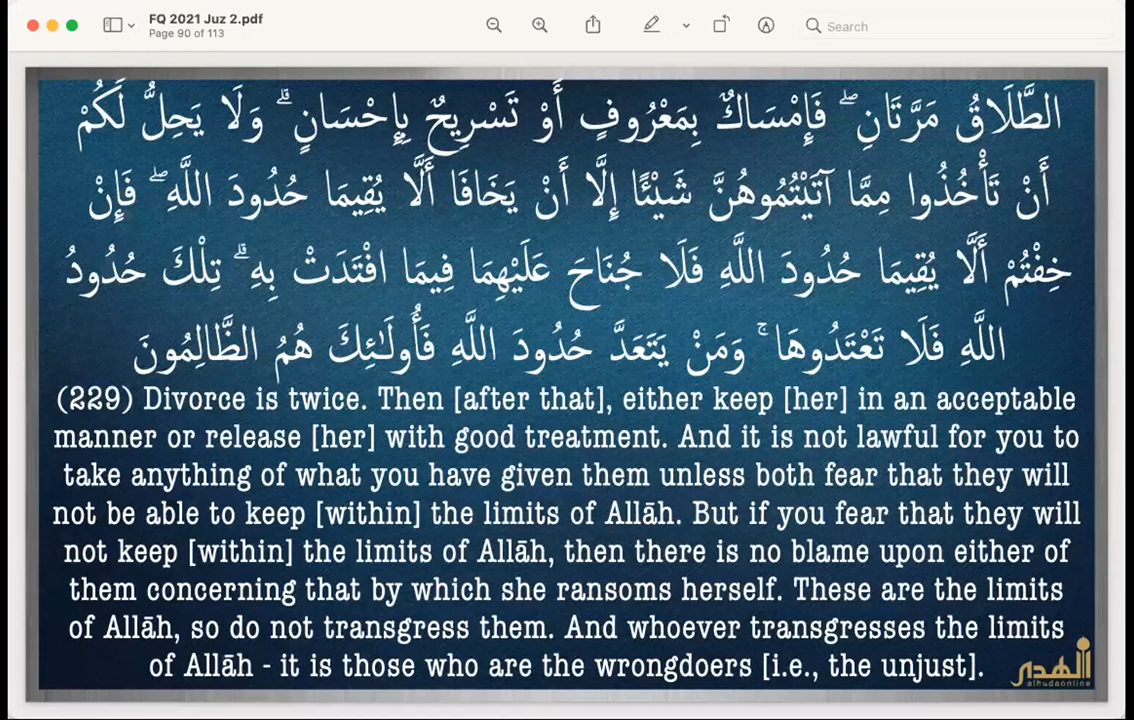 FQ 2021 Juz 2.pdf
Page 90 of 113
Search
الطَّلَاقُ مَرَّتَانِ ۖ فَإِمْسَاكٌ بِمَعْرُوفٍ أَوْ تَسْرِيحٌ بِإِحْسَانٍ ۗ وَلَا يَحِلُّ لَكُمْ
أَنْ تَأْخُذُوا مِمَّا آتَيْتُمُوهُنَّ شَيْئًا إِلَّا أَنْ يَخَافَا أَلَّا يُقِيمَا حُدُودَ اللَّهِ ۖ فَإِنْ
خِفْتُمْ أَلَّا يُقِيمَا حُدُودَ اللَّهِ فَلَا جُنَاحَ عَلَيْهِمَا فِيمَا افْتَدَتْ بِهِ ۗ تِلْكَ حُدُودُ
اللَّهِ فَلَا تَعْتَدُوهَا ۚ وَمَنْ يَتَعَدَّ حُدُودَ اللَّهِ فَأُولَٰئِكَ هُمُ الظَّالِمُونَ
(229) Divorce is twice. Then [after that], either keep [her] in an acceptable
manner or release [her] with good treatment. And it is not lawful for you to
take anything of what you have given them unless both fear that they will
not be able to keep [within] the limits of Allāh. But if you fear that they will
not keep [within] the limits of Allāh, then there is no blame upon either of
them concerning that by which she ransoms herself. These are the limits
of Allāh, so do not transgress them. And whoever transgresses the limits
of Allāh - it is those who are the wrongdoers [i.e., the unjust].
الهدى
alhudaonline